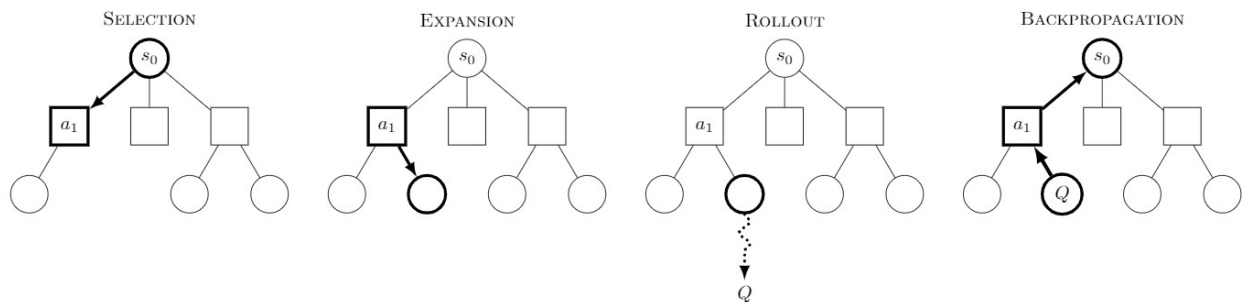 SELECTION EXPANSION ROLLOUT BACKPROPAGATION
s₀ s₀ s₀ s₀
a₁ a₁ a₁ a₁
Q
Q